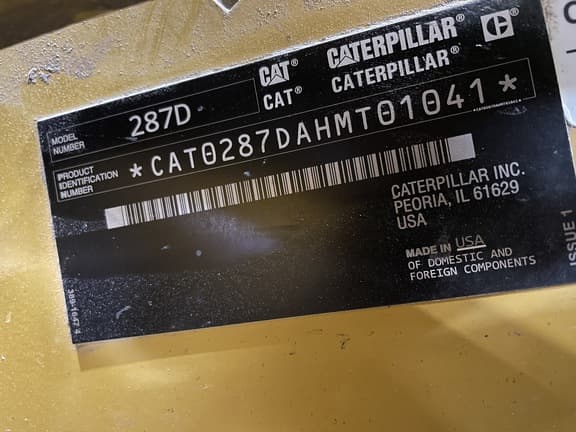 CAT® CATERPILLAR®
CAT® CATERPILLAR®
MODEL NUMBER 287D
PRODUCT IDENTIFICATION NUMBER *CAT0287DAHMT01041*
CATERPILLAR INC.
PEORIA, IL 61629
USA
MADE IN USA
OF DOMESTIC AND
FOREIGN COMPONENTS
ISSUE 1